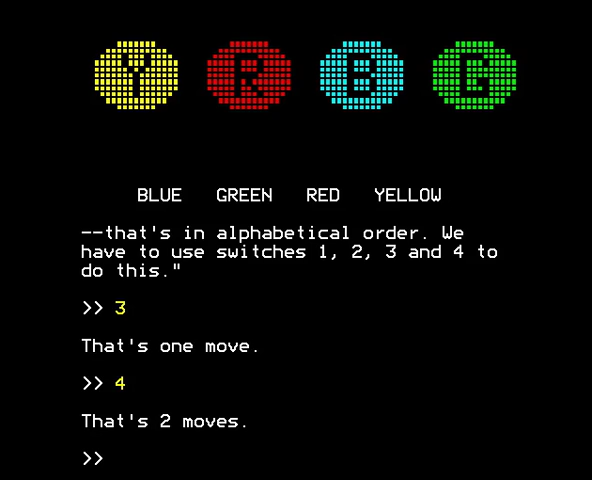 Y R B G
BLUE GREEN RED YELLOW
--that's in alphabetical order. We
have to use switches 1, 2, 3 and 4 to
do this."
>> 3
That's one move.
>> 4
That's 2 moves.
>>